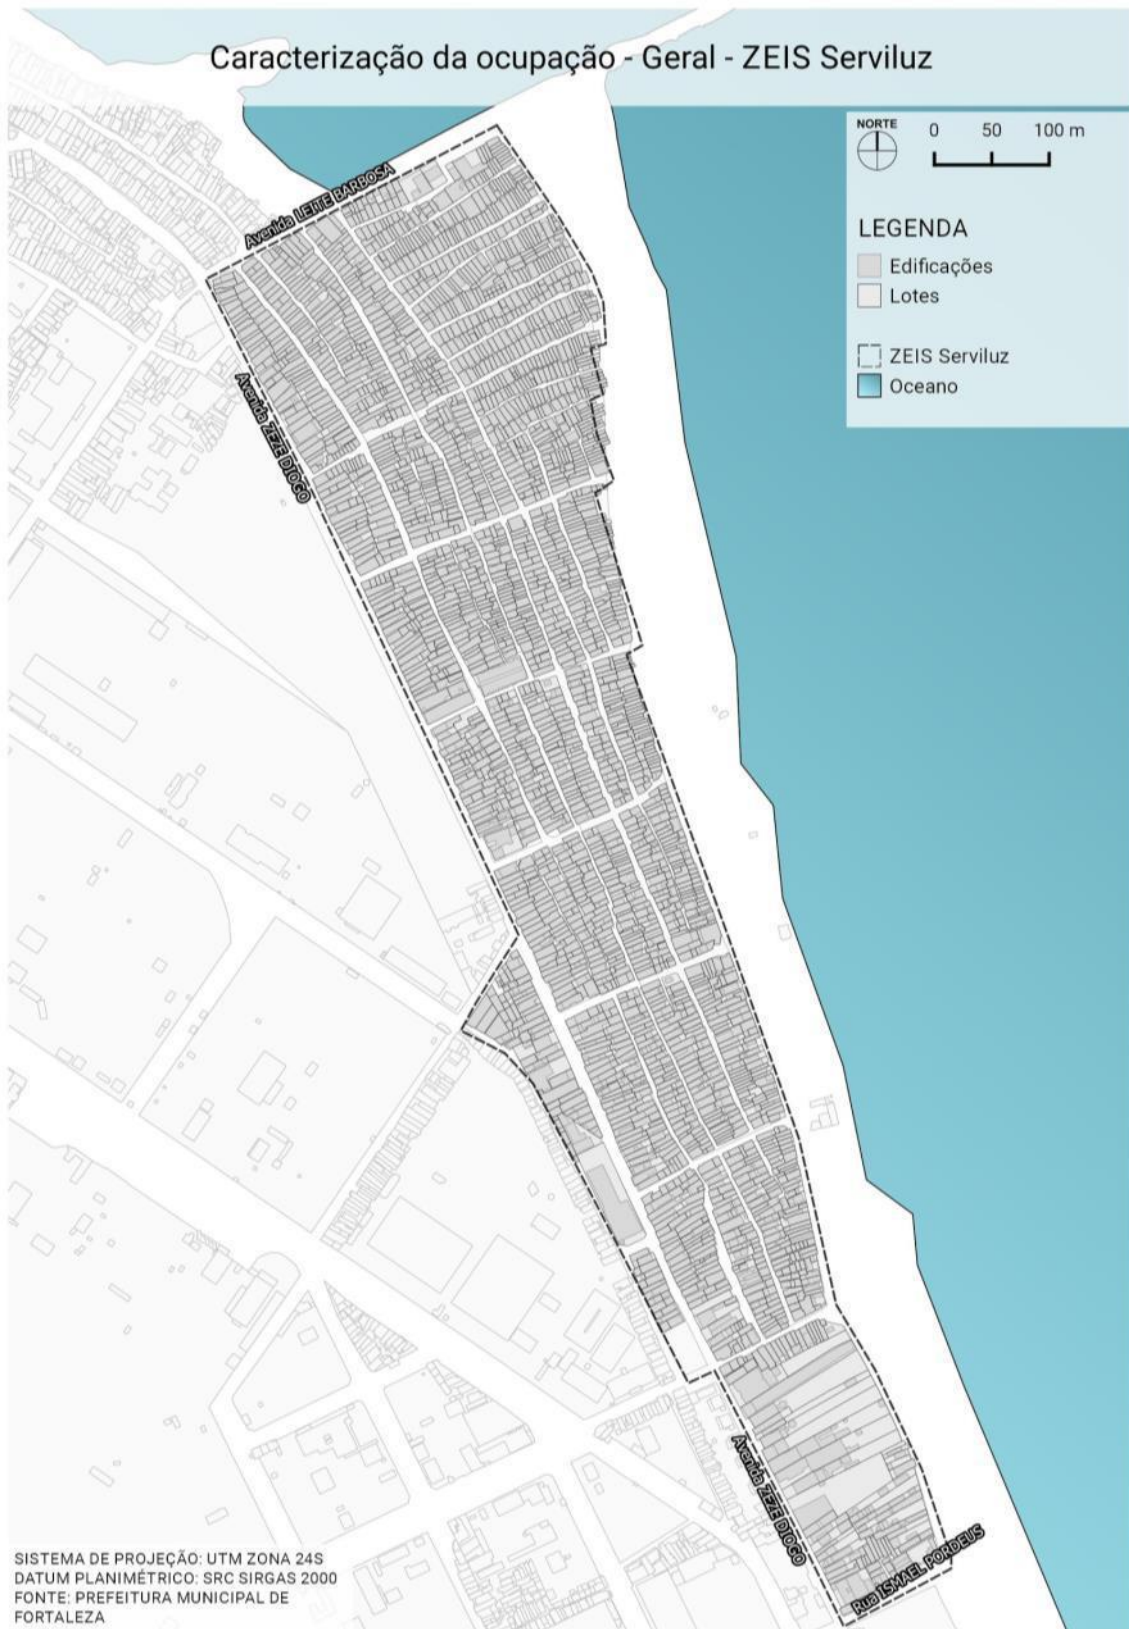 Caracterização da ocupação - Geral - ZEIS Serviluz
NORTE
0 50 100 m
LEGENDA
Edificações
Lotes
ZEIS Serviluz
Oceano
Avenida LEITE BARBOSA
Avenida ZEZE DIOGO
Avenida ZEZE DIOGO
Rua ISMAEL PORDEUS
SISTEMA DE PROJEÇÃO: UTM ZONA 24S
DATUM PLANIMÉTRICO: SRC SIRGAS 2000
FONTE: PREFEITURA MUNICIPAL DE
FORTALEZA